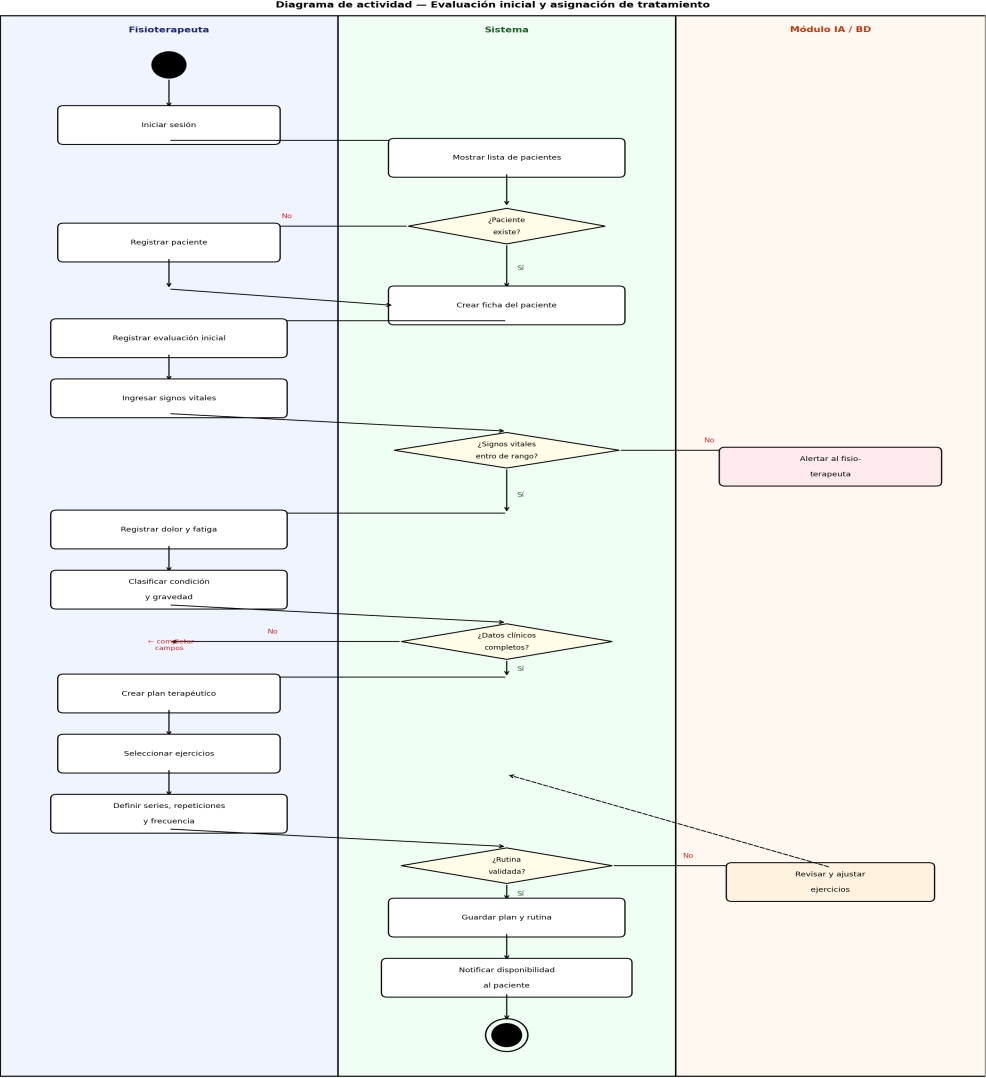 Diagrama de actividad — Evaluación inicial y asignación de tratamiento
Fisioterapeuta
Sistema
Módulo IA / BD
Iniciar sesión
Mostrar lista de pacientes
¿Paciente
existe?
No
Registrar paciente
Sí
Crear ficha del paciente
Registrar evaluación inicial
Ingresar signos vitales
¿Signos vitales
entro de rango?
No
Alertar al fisio-
terapeuta
Sí
Registrar dolor y fatiga
Clasificar condición
y gravedad
¿Datos clínicos
completos?
No
← completar
campos
Sí
Crear plan terapéutico
Seleccionar ejercicios
Definir series, repeticiones
y frecuencia
¿Rutina
validada?
No
Revisar y ajustar
ejercicios
Sí
Guardar plan y rutina
Notificar disponibilidad
al paciente